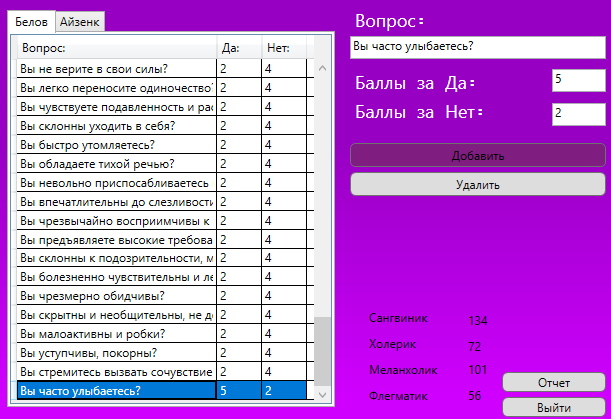 Белов Айзенк
Вопрос: Да: Нет:
Вы не верите в свои силы? 2 4
Вы легко переносите одиночество? 2 4
Вы чувствуете подавленность и рас 2 4
Вы склонны уходить в себя? 2 4
Вы быстро утомляетесь? 2 4
Вы обладаете тихой речью? 2 4
Вы невольно приспосабливаетесь 2 4
Вы впечатлительны до слезливости 2 4
Вы чрезвычайно восприимчивы к 2 4
Вы предъявляете высокие требова 2 4
Вы склонны к подозрительности, м 2 4
Вы болезненно чувствительны и ле 2 4
Вы чрезмерно обидчивы? 2 4
Вы скрытны и необщительны, не д 2 4
Вы малоактивны и робки? 2 4
Вы уступчивы, покорны? 2 4
Вы стремитесь вызвать сочувствие 2 4
Вы часто улыбаетесь? 5 2
Вопрос:
Вы часто улыбаетесь?
Баллы за Да: 5
Баллы за Нет: 2
Добавить
Удалить
Сангвиник 134
Холерик 72
Меланхолик 101
Флегматик 56
Отчет
Выйти